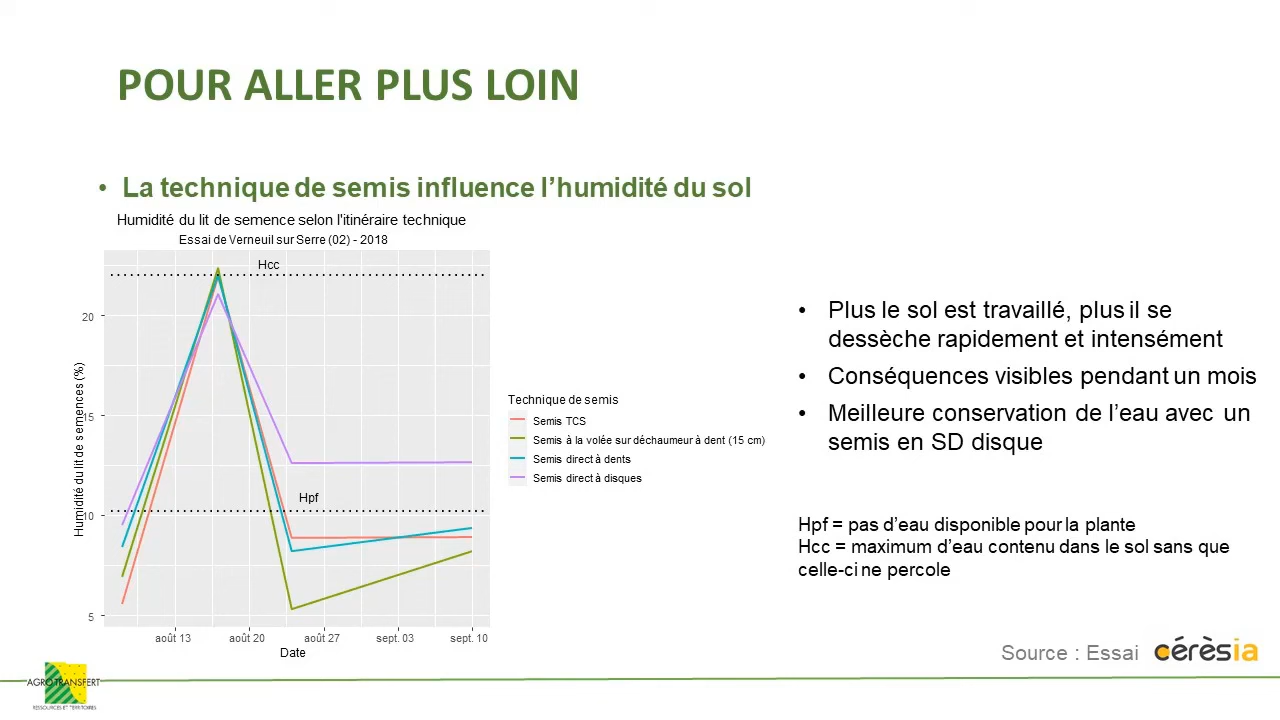 POUR ALLER PLUS LOIN
• La technique de semis influence l’humidité du sol
Humidité du lit de semence selon l'itinéraire technique
Essai de Verneuil sur Serre (02) - 2018
Hcc
Hpf
Humidité du lit de semences (%)
20
15
10
5
août 13
août 20
août 27
sept. 03
sept. 10
Date
Technique de semis
Semis TCS
Semis à la volée sur déchaumeur à dent (15 cm)
Semis direct à dents
Semis direct à disques
• Plus le sol est travaillé, plus il se
dessèche rapidement et intensément
• Conséquences visibles pendant un mois
• Meilleure conservation de l’eau avec un
semis en SD disque
Hpf = pas d’eau disponible pour la plante
Hcc = maximum d’eau contenu dans le sol sans que
celle-ci ne percole
Source : Essai cérèsia
AGROTRANSFERT
RESSOURCES ET TERRITOIRES